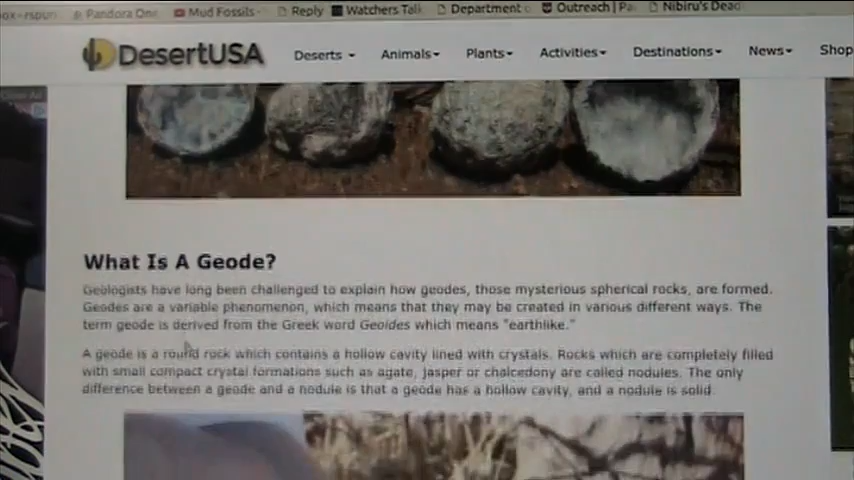 Pandora One Mud Fossils Reply Watchers Talk Department o Outreach | Pa Nibiru's Dead
DesertUSA Deserts Animals Plants Activities Destinations News Shop
What Is A Geode?
Geologists have long been challenged to explain how geodes, those mysterious spherical rocks, are formed.
Geodes are a variable phenomenon, which means that they may be created in various different ways. The
term geode is derived from the Greek word Geoides which means "earthlike."
A geode is a round rock which contains a hollow cavity lined with crystals. Rocks which are completely filled
with small compact crystal formations such as agate, jasper or chalcedony are called nodules. The only
difference between a geode and a nodule is that a geode has a hollow cavity, and a nodule is solid.